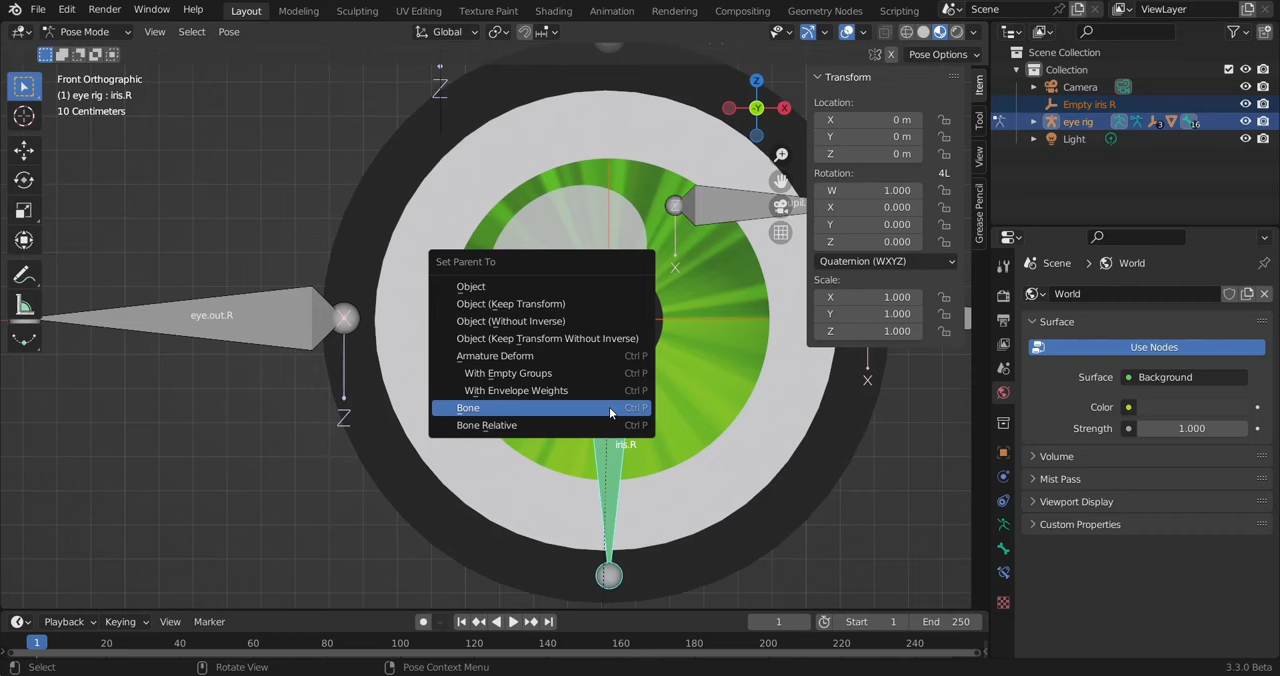 File Edit Render Window Help Layout Modeling Sculpting UV Editing Texture Paint Shading Animation Rendering Compositing Geometry Nodes Scripting Scene ViewLayer
Pose Mode View Select Pose Global
X Pose Options
Front Orthographic
(1) eye rig : iris.R
10 Centimeters
Z
Z
-Y
X
eye.out.R
Z
X
X
iris.R
Set Parent To
Object
Object (Keep Transform)
Object (Without Inverse)
Object (Keep Transform Without Inverse)
Armature Deform Ctrl P
With Empty Groups Ctrl P
With Envelope Weights Ctrl P
Bone Ctrl P
Bone Relative Ctrl P
Transform
Location:
X 0 m
Y 0 m
Z 0 m
Rotation: 4L
W 1.000
X 0.000
Y 0.000
Z 0.000
Quaternion (WXYZ)
Scale:
X 1.000
Y 1.000
Z 1.000
Item
Tool
View
Grease Pencil
Scene Collection
Collection
Camera
Empty iris R
eye rig 3 16
Light
Scene World
World
Surface
Use Nodes
Surface Background
Color
Strength 1.000
Volume
Mist Pass
Viewport Display
Custom Properties
Playback Keying View Marker 1 Start 1 End 250
1 20 40 60 80 100 120 140 160 180 200 220 240
Select Rotate View Pose Context Menu 3.3.0 Beta